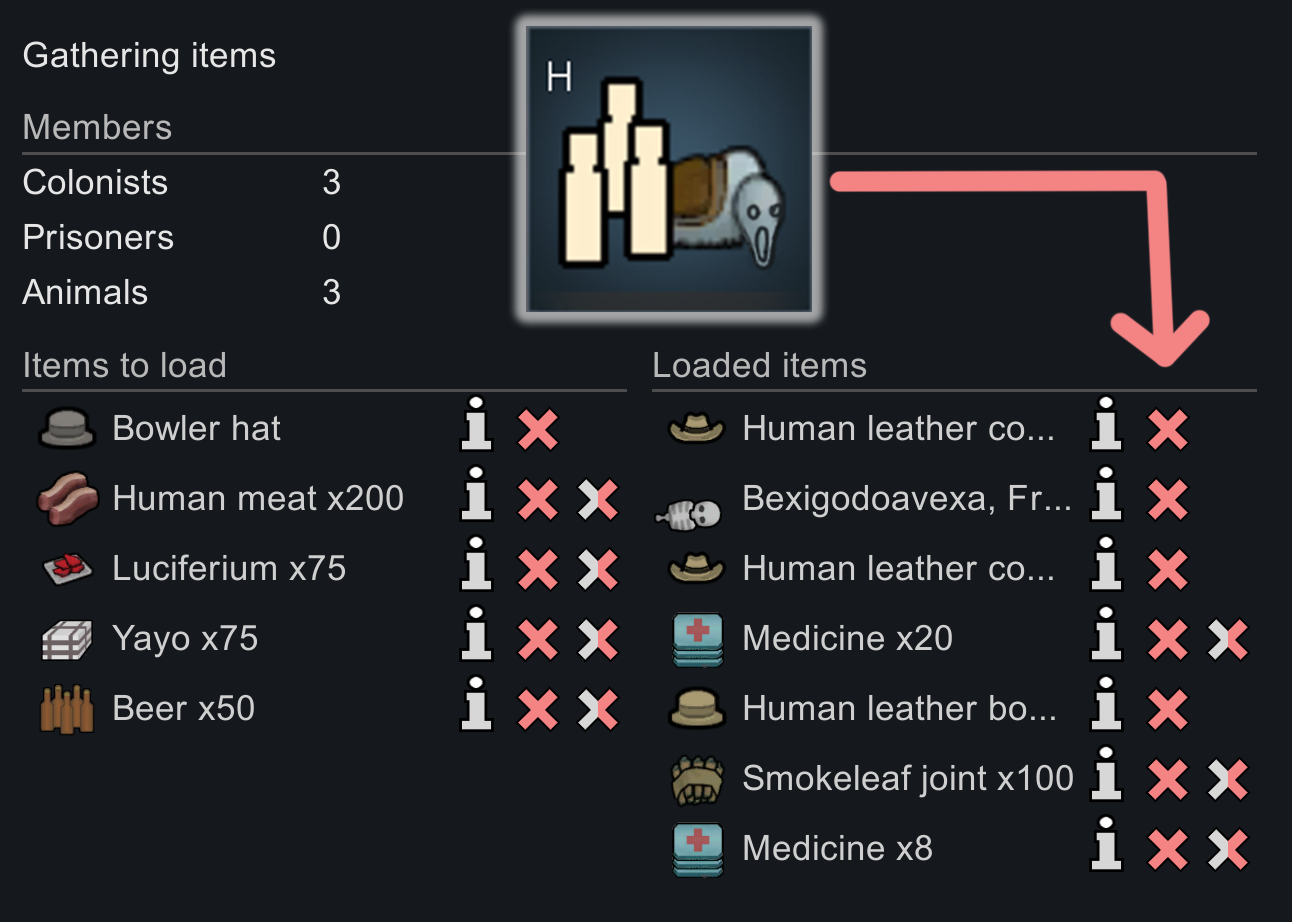 Gathering items
H
Members
Colonists 3
Prisoners 0
Animals 3
Items to load
Bowler hat
Human meat x200
Luciferium x75
Yayo x75
Beer x50
Loaded items
Human leather co...
Bexigodoavexa, Fr...
Human leather co...
Medicine x20
Human leather bo...
Smokeleaf joint x100
Medicine x8